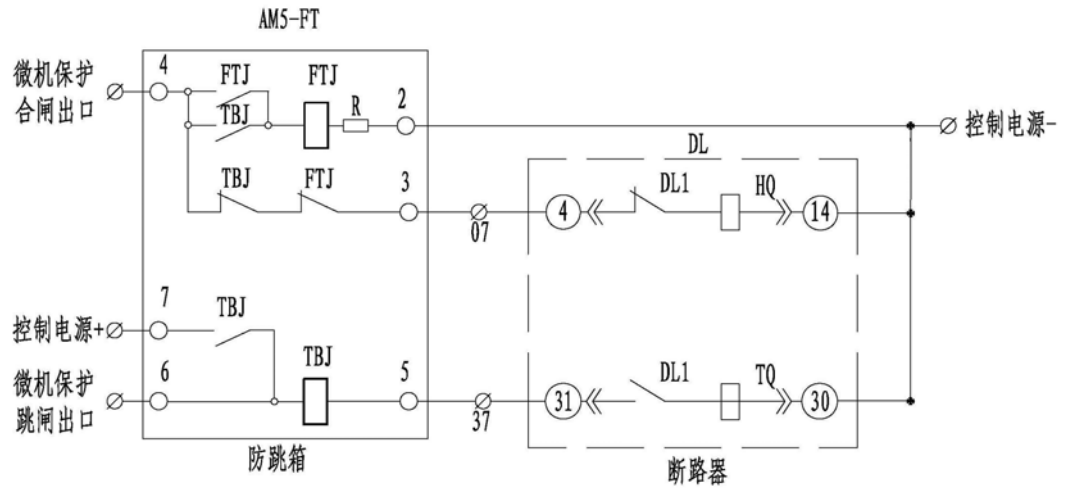 AM5-FT
微机保护
合闸出口
4
FTJ
FTJ
TBJ
R
2
控制电源-
TBJ
FTJ
3
07
DL
4
DL1
HQ
14
控制电源+
7
TBJ
微机保护
跳闸出口
6
TBJ
5
37
31
DL1
TQ
30
防跳箱
断路器